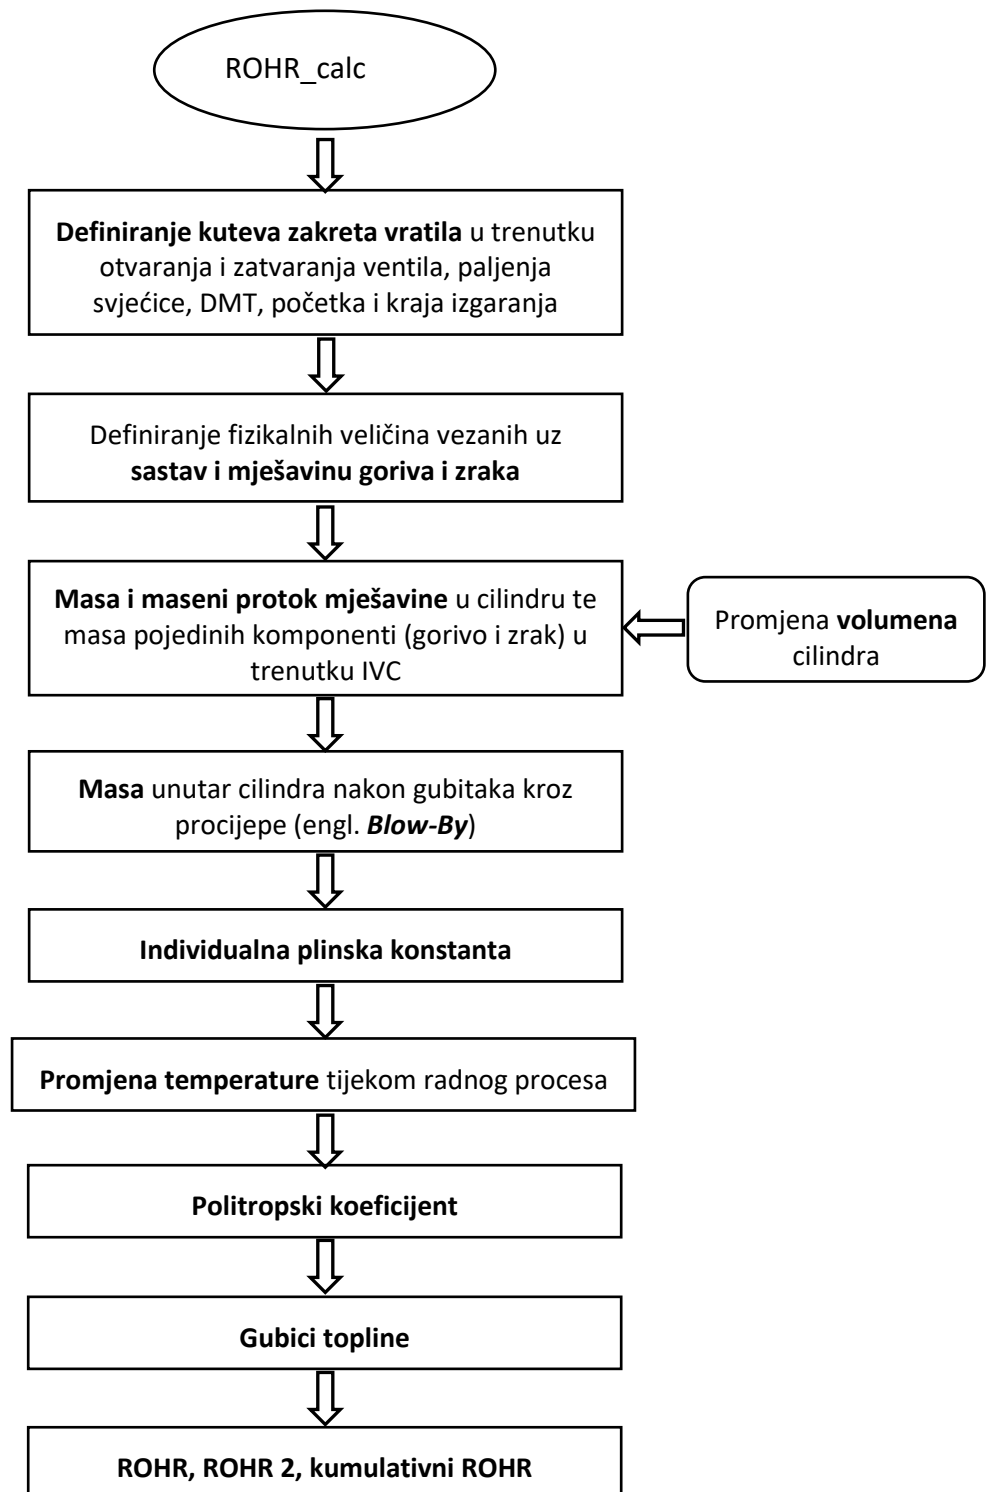 ROHR_calc
Definiranje kuteva zakreta vratila u trenutku
otvaranja i zatvaranja ventila, paljenja
svjećice, DMT, početka i kraja izgaranja
Definiranje fizikalnih veličina vezanih uz
sastav i mješavinu goriva i zraka
Masa i maseni protok mješavine u cilindru te
masa pojedinih komponenti (gorivo i zrak) u
trenutku IVC
Promjena volumena
cilindra
Masa unutar cilindra nakon gubitaka kroz
procijepe (engl. Blow-By)
Individualna plinska konstanta
Promjena temperature tijekom radnog procesa
Politropski koeficijent
Gubici topline
ROHR, ROHR 2, kumulativni ROHR